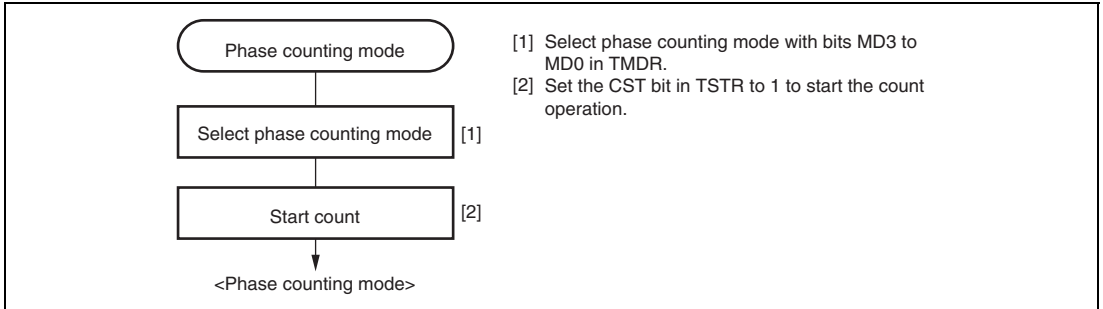 Phase counting mode
Select phase counting mode [1]
Start count [2]
<Phase counting mode>
[1] Select phase counting mode with bits MD3 to
MD0 in TMDR.
[2] Set the CST bit in TSTR to 1 to start the count
operation.